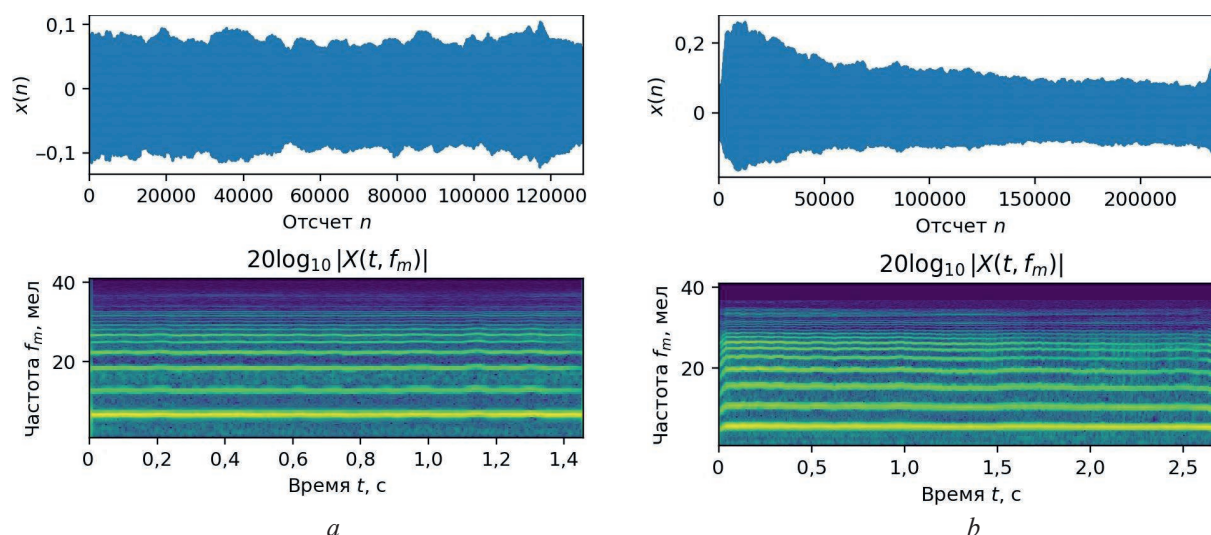 0,1
0
−0,1
x(n)
0 20000 40000 60000 80000 100000 120000
Отсчет n
20log₁₀|X(t, fₘ)|
40
20
Частота fₘ, мел
0 0,2 0,4 0,6 0,8 1,0 1,2 1,4
Время t, с
a
0,2
0
x(n)
0 50000 100000 150000 200000
Отсчет n
20log₁₀|X(t, fₘ)|
40
20
Частота fₘ, мел
0 0,5 1,0 1,5 2,0 2,5
Время t, с
b